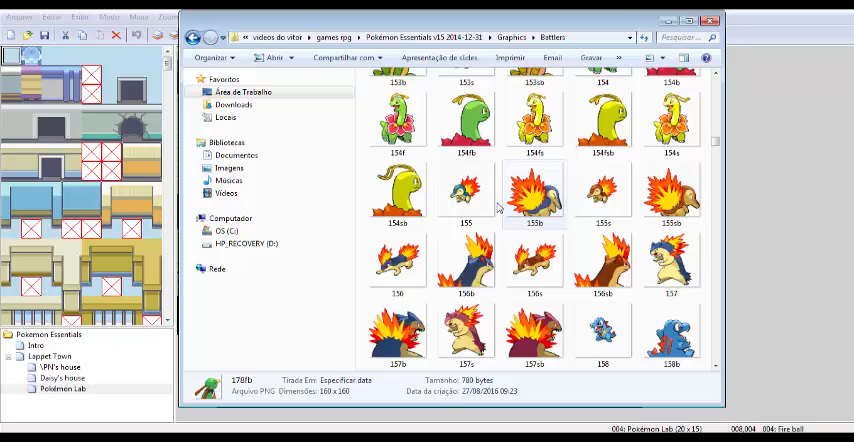 Arquivo Editar Modo Mapa
videos do vitor ▸ games rpg ▸ Pokémon Essentials v15 2014-12-31 ▸ Graphics ▸ Battlers
Pesquisar ...
Organizar Abrir Compartilhar com Apresentação de slides Imprimir Email Gravar »
Favoritos
Área de Trabalho
Downloads
Locais
Bibliotecas
Documentos
Imagens
Músicas
Vídeos
Computador
OS (C:)
HP_RECOVERY (D:)
Rede
153b 153s 154 154b
154f 154fb 154fs 154fsb 154s
154sb 155 155b 155s 155sb
156 156b 156s 156sb 157
157b 157s 157sb 158 158b
Pokemon Essentials
Intro
Lappet Town
\PN's house
Daisy's house
Pokémon Lab
178fb Tirada Em: Especificar data Tamanho: 780 bytes
Arquivo PNG Dimensões: 160 x 160 Data da criação: 27/08/2016 09:23
004: Pokémon Lab (20 x 15) 008,004 004: Fire ball